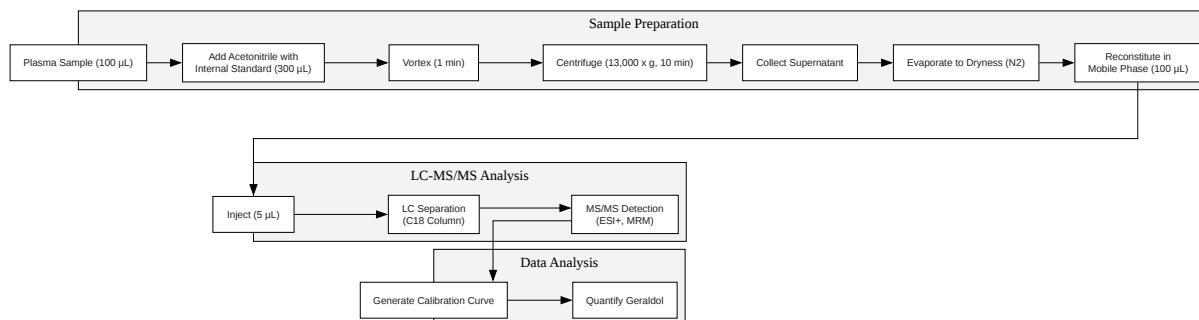 Sample Preparation
Plasma Sample (100 µL)
Add Acetonitrile with
Internal Standard (300 µL)
Vortex (1 min)
Centrifuge (13,000 x g, 10 min)
Collect Supernatant
Evaporate to Dryness (N2)
Reconstitute in
Mobile Phase (100 µL)
LC-MS/MS Analysis
Inject (5 µL)
LC Separation
(C18 Column)
MS/MS Detection
(ESI+, MRM)
Data Analysis
Generate Calibration Curve
Quantify Geraldol